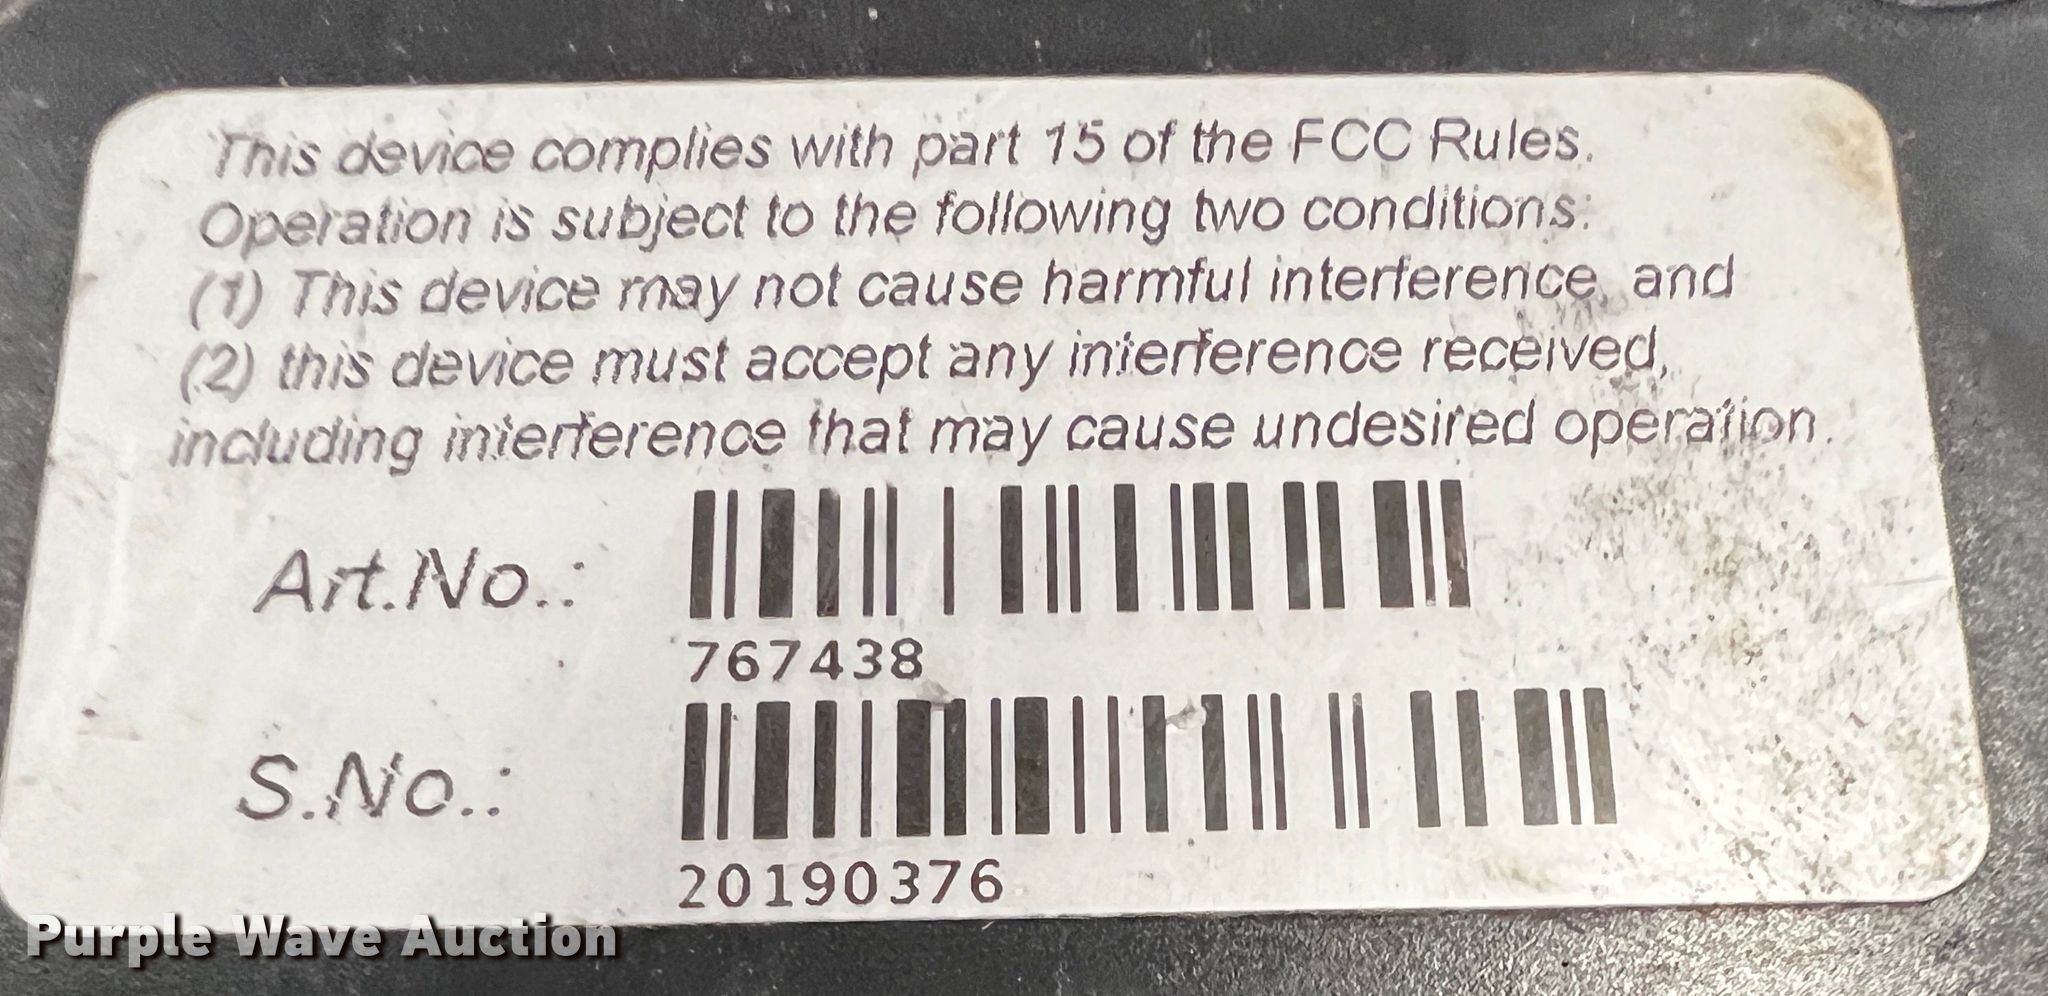 This device complies with part 15 of the FCC Rules.
Operation is subject to the following two conditions:
(1) This device may not cause harmful interference, and
(2) this device must accept any interference received,
including interference that may cause undesired operation.
Art.No.:
767438
S.No.:
20190376
Purple Wave Auction